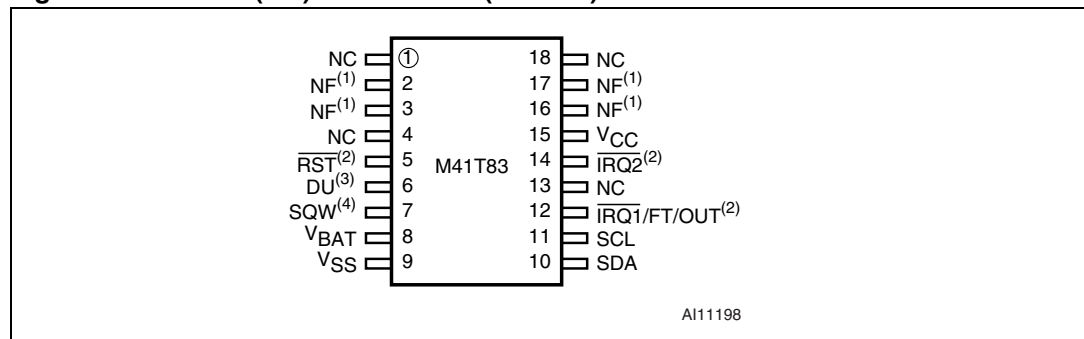 NC 1 18 NC
NF(1) 2 17 NF(1)
NF(1) 3 16 NF(1)
NC 4 15 VCC
RST(2) 5 M41T83 14 IRQ2(2)
DU(3) 6 13 NC
SQW(4) 7 12 IRQ1/FT/OUT(2)
VBAT 8 11 SCL
VSS 9 10 SDA
AI11198